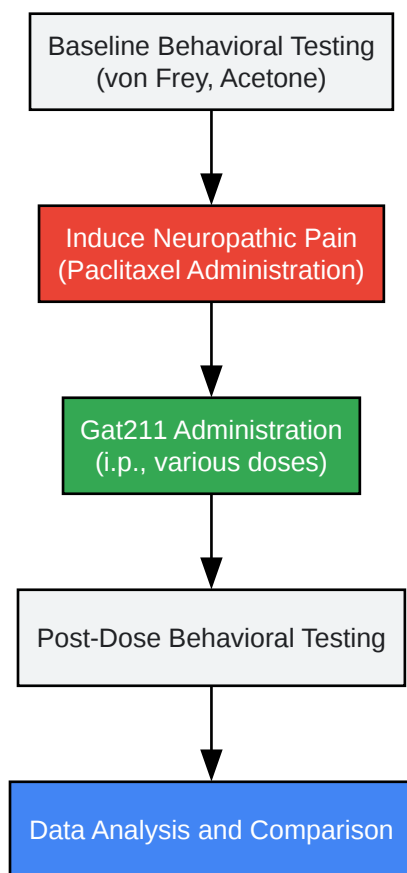 Baseline Behavioral Testing
(von Frey, Acetone)
Induce Neuropathic Pain
(Paclitaxel Administration)
Gat211 Administration
(i.p., various doses)
Post-Dose Behavioral Testing
Data Analysis and Comparison